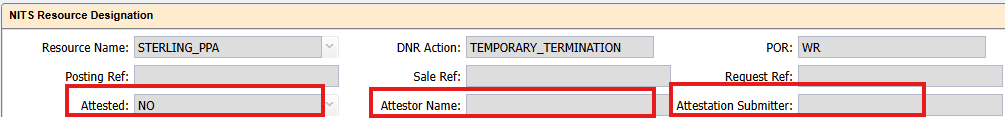 NITS Resource Designation
Resource Name: STERLING_PPA DNR Action: TEMPORARY_TERMINATION POR: WR
Posting Ref: Sale Ref: Request Ref:
Attested: NO Attestor Name: Attestation Submitter: